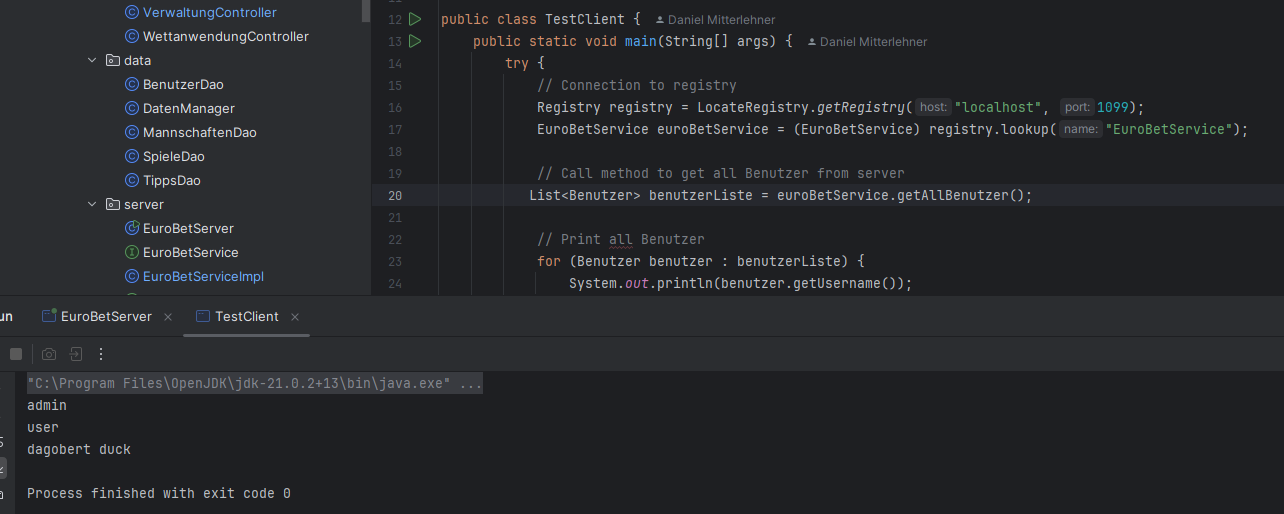 VerwaltungController
WettanwendungController
data
BenutzerDao
DatenManager
MannschaftenDao
SpieleDao
TippsDao
server
EuroBetServer
EuroBetService
EuroBetServiceImpl
12 public class TestClient { Daniel Mitterlehner
13 public static void main(String[] args) { Daniel Mitterlehner
14 try {
15 // Connection to registry
16 Registry registry = LocateRegistry.getRegistry( host: "localhost", port: 1099);
17 EuroBetService euroBetService = (EuroBetService) registry.lookup( name: "EuroBetService");
18
19 // Call method to get all Benutzer from server
20 List<Benutzer> benutzerListe = euroBetService.getAllBenutzer();
21
22 // Print all Benutzer
23 for (Benutzer benutzer : benutzerListe) {
24 System.out.println(benutzer.getUsername());
un EuroBetServer × TestClient ×
"C:\Program Files\OpenJDK\jdk-21.0.2+13\bin\java.exe" ...
admin
user
dagobert duck
Process finished with exit code 0